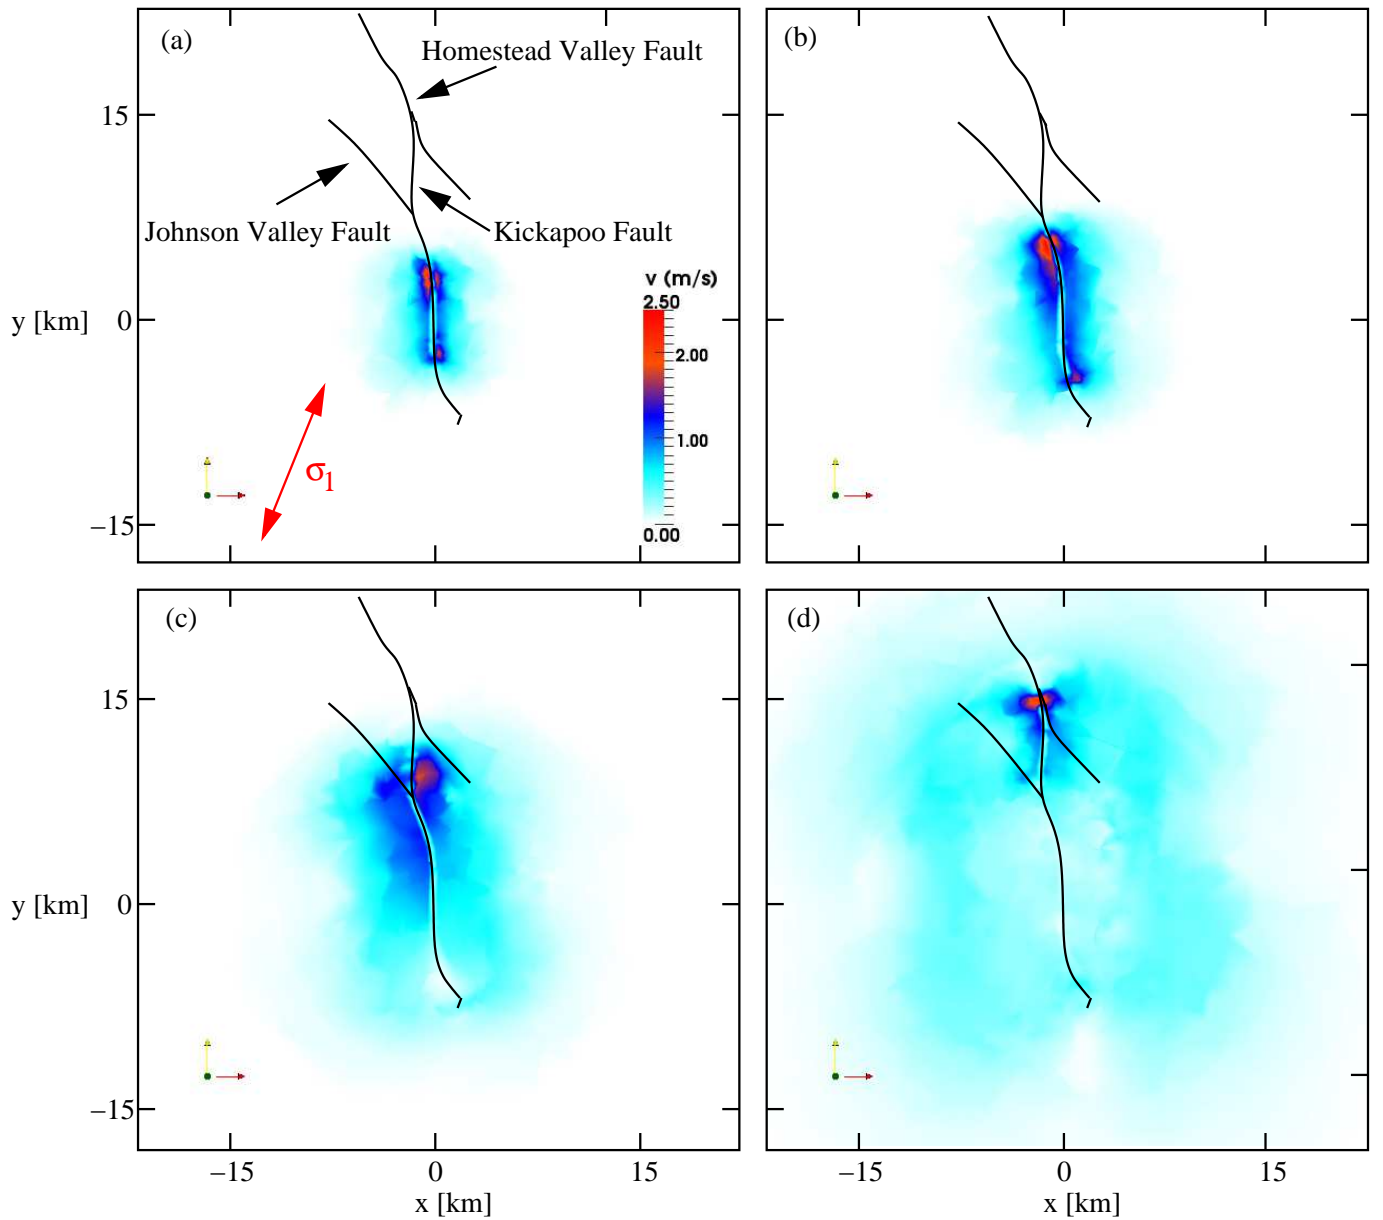 (a)
Homestead Valley Fault
(b)
15
Johnson Valley Fault
Kickapoo Fault
v (m/s)
2.50
2.00
1.00
0.00
y [km]
0
σ1
−15
(c)
(d)
15
y [km]
0
−15
−15
0
15
−15
0
15
x [km]
x [km]